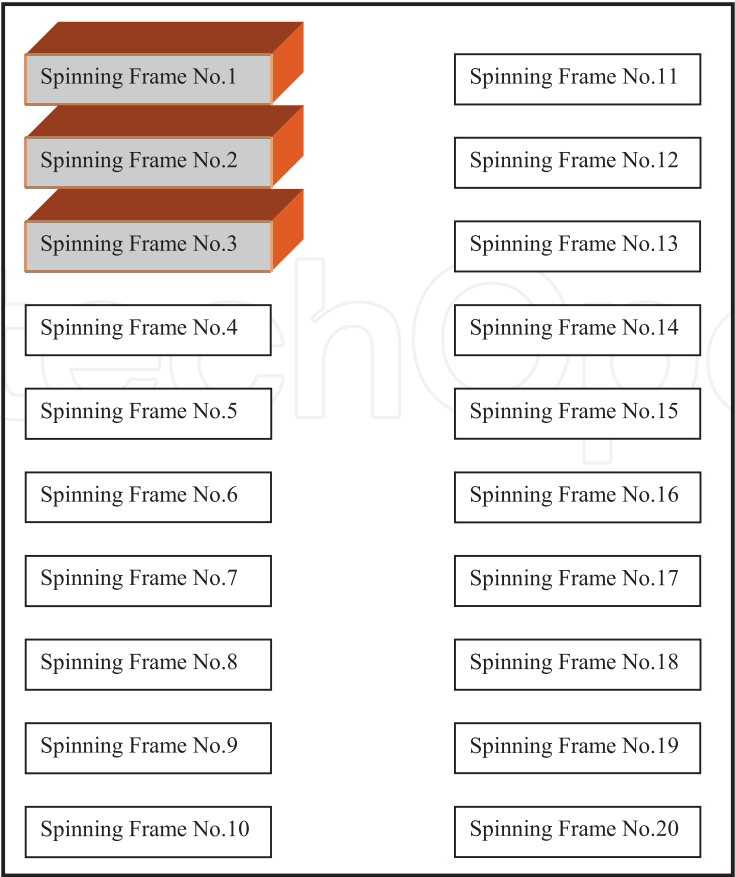 Spinning Frame No.1
Spinning Frame No.2
Spinning Frame No.3
Spinning Frame No.4
Spinning Frame No.5
Spinning Frame No.6
Spinning Frame No.7
Spinning Frame No.8
Spinning Frame No.9
Spinning Frame No.10
Spinning Frame No.11
Spinning Frame No.12
Spinning Frame No.13
Spinning Frame No.14
Spinning Frame No.15
Spinning Frame No.16
Spinning Frame No.17
Spinning Frame No.18
Spinning Frame No.19
Spinning Frame No.20
techOp